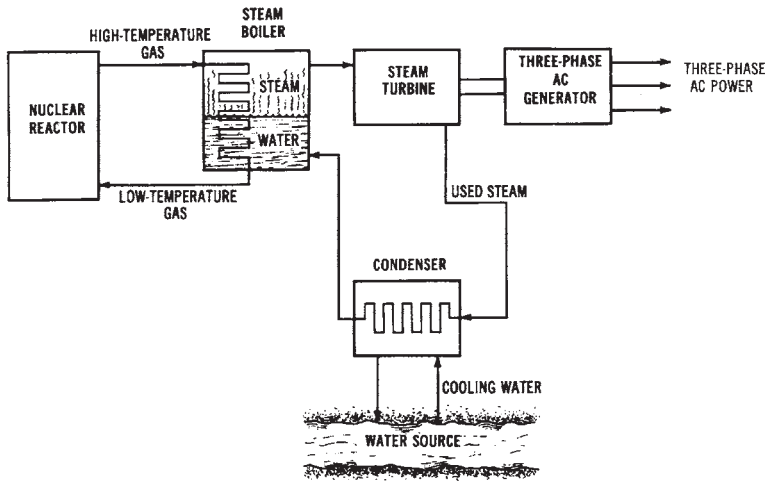 STEAM
BOILER
HIGH-TEMPERATURE
GAS
NUCLEAR
REACTOR
STEAM
WATER
LOW-TEMPERATURE
GAS
STEAM
TURBINE
THREE-PHASE
AC
GENERATOR
THREE-PHASE
AC POWER
USED STEAM
CONDENSER
COOLING WATER
WATER SOURCE